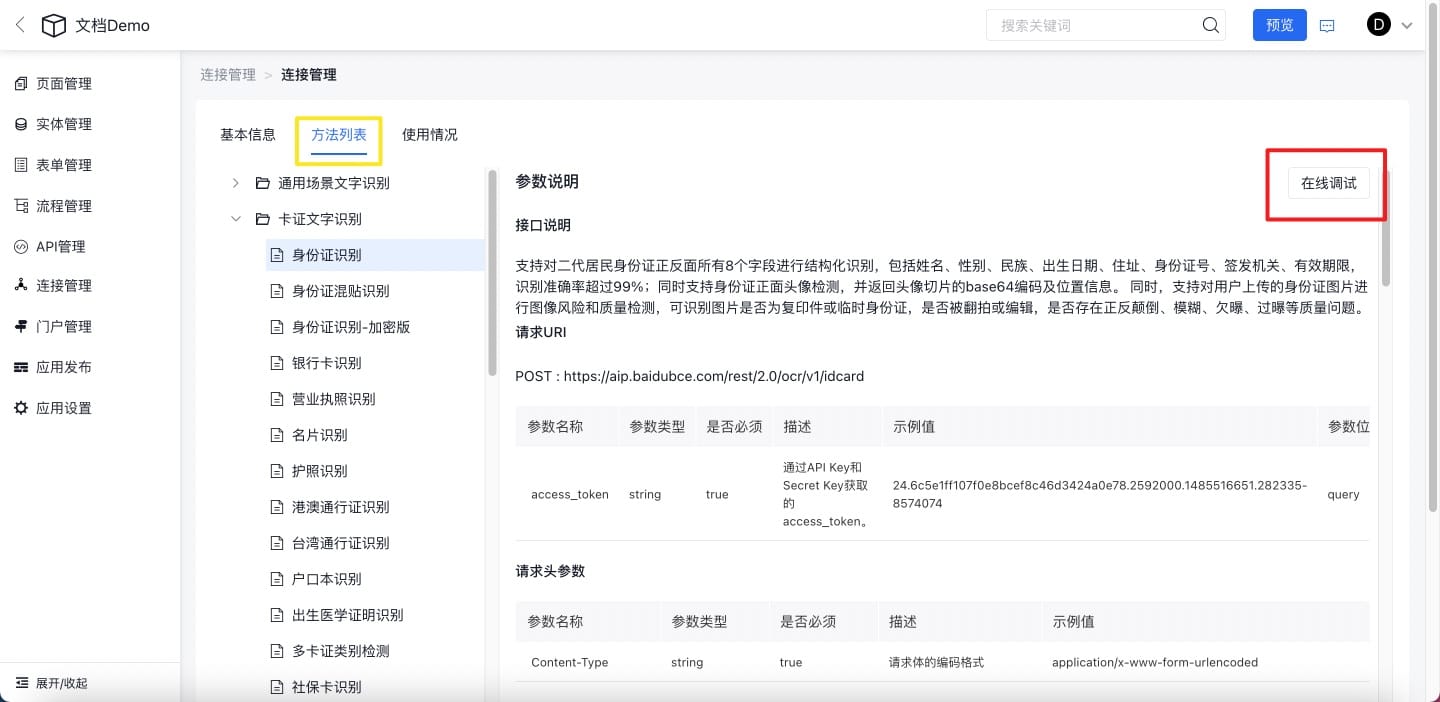 文档Demo
搜索关键词
预览
D
页面管理
实体管理
表单管理
流程管理
API管理
连接管理
门户管理
应用发布
应用设置
展开/收起
连接管理 > 连接管理
基本信息 方法列表 使用情况
通用场景文字识别
卡证文字识别
身份证识别
身份证混贴识别
身份证识别-加密版
银行卡识别
营业执照识别
名片识别
护照识别
港澳通行证识别
台湾通行证识别
户口本识别
出生医学证明识别
多卡证类别检测
社保卡识别
参数说明
在线调试
接口说明
支持对二代居民身份证正反面所有8个字段进行结构化识别，包括姓名、性别、民族、出生日期、住址、身份证号、签发机关、有效期限，
识别准确率超过99%；同时支持身份证正面头像检测，并返回头像切片的base64编码及位置信息。 同时，支持对用户上传的身份证图片进
行图像风险和质量检测，可识别图片是否为复印件或临时身份证，是否被翻拍或编辑，是否存在正反颠倒、模糊、欠曝、过曝等质量问题。
请求URI
POST : https://aip.baidubce.com/rest/2.0/ocr/v1/idcard
参数名称 参数类型 是否必须 描述 示例值 参数位
access_token string true
通过API Key和
Secret Key获取
的
access_token。
24.6c5e1ff107f0e8bcef8c46d3424a0e78.2592000.1485516651.282335-
8574074
query
请求头参数
参数名称 参数类型 是否必须 描述 示例值
Content-Type string true 请求体的编码格式 application/x-www-form-urlencoded